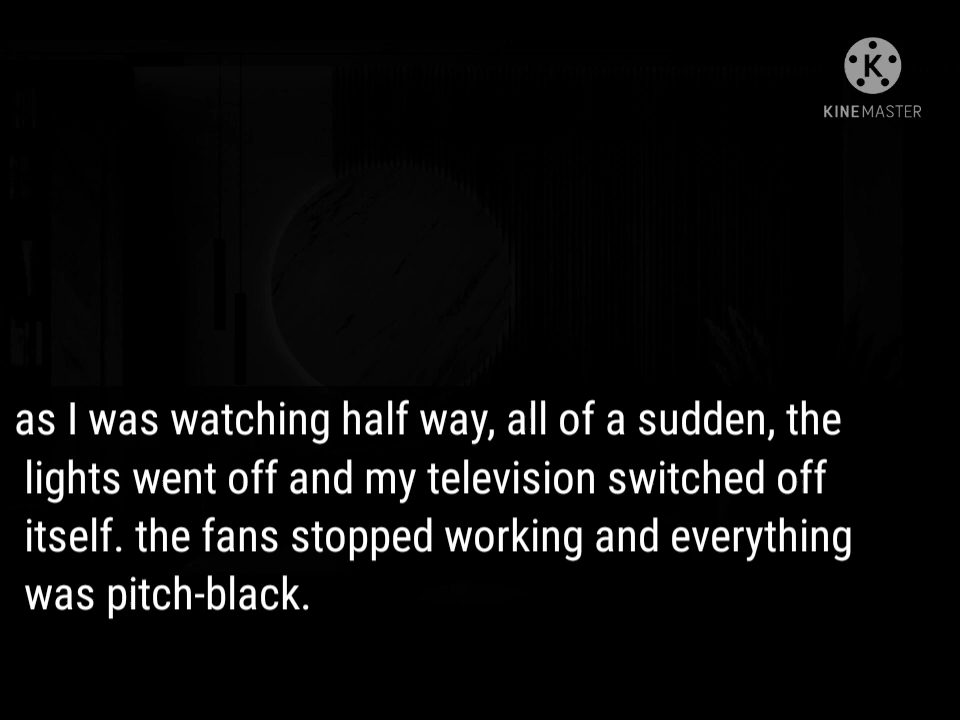 KINEMASTER
as I was watching half way, all of a sudden, the
lights went off and my television switched off
itself. the fans stopped working and everything
was pitch-black.